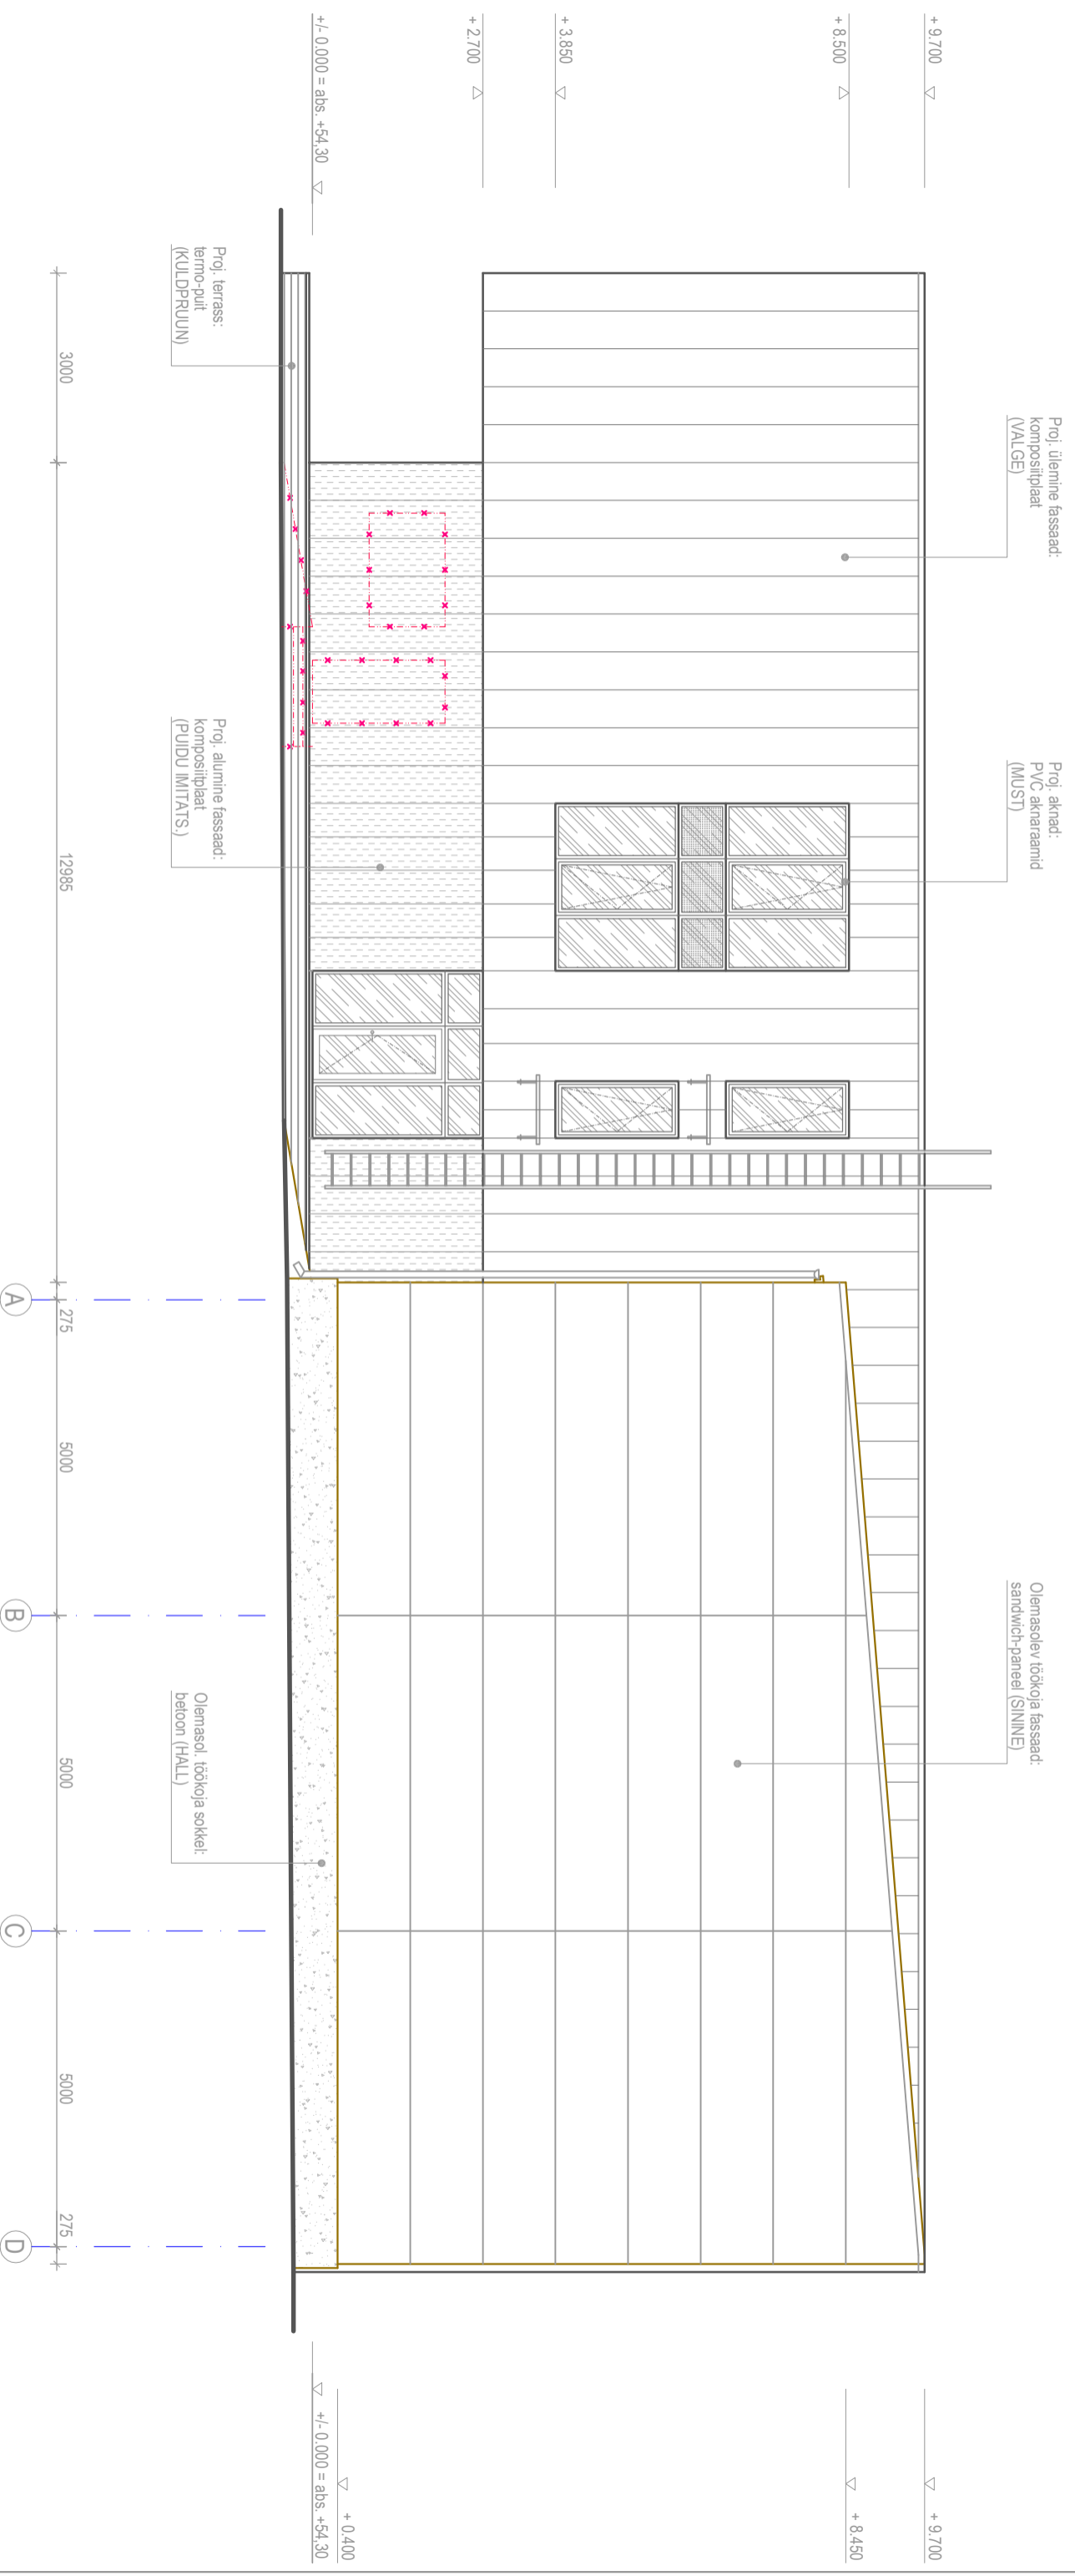 + 9.700
+ 8.500
+ 3.850
+ 2.700
+/- 0.000 = abs. +54,30
Proj. ülemine fassaad:
komposiitplaat
(VALGE)
Proj. aknad:
PVC aknaraamid
(MUST)
Olemasolev töökoja fassaad:
sandwich-paneel (SININE)
+ 9.700
+ 8.450
+ 0.400
+/- 0.000 = abs. +54,30
Proj. terrass:
termo-puit
(KULDPRUUN)
Proj. alumine fassaad:
komposiitplaat
(PUIDU IMITATS.)
Olemasol. töökoja sokkel:
betoon (HALL)
3000
12985
275
5000
5000
5000
275
A
B
C
D